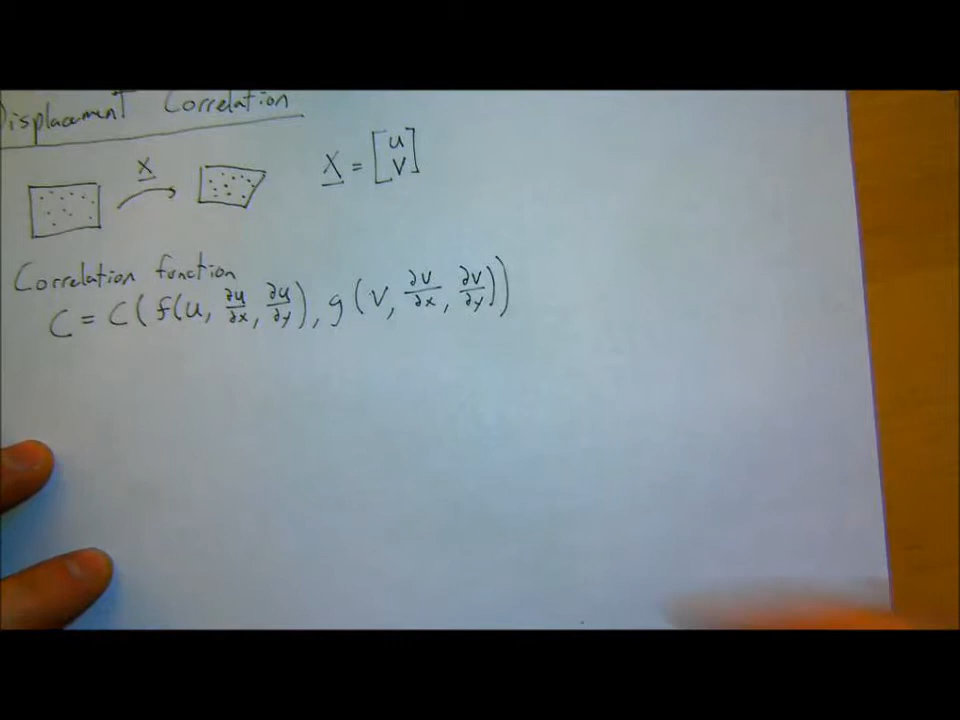 Displacement Correlation
X
X = [u v]
Correlation function
C = C(f(u, ∂u/∂x, ∂u/∂y), g(v, ∂v/∂x, ∂v/∂y))